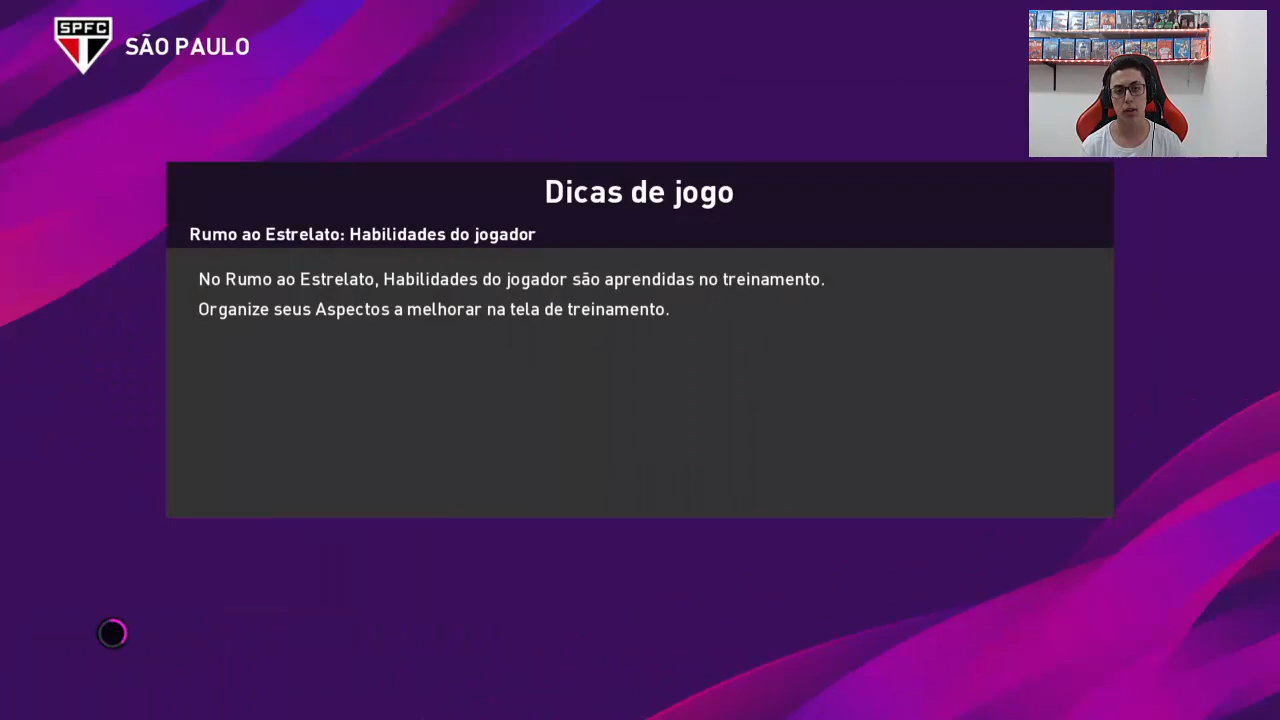 SPFC
SÃO PAULO
Dicas de jogo
Rumo ao Estrelato: Habilidades do jogador
No Rumo ao Estrelato, Habilidades do jogador são aprendidas no treinamento.
Organize seus Aspectos a melhorar na tela de treinamento.